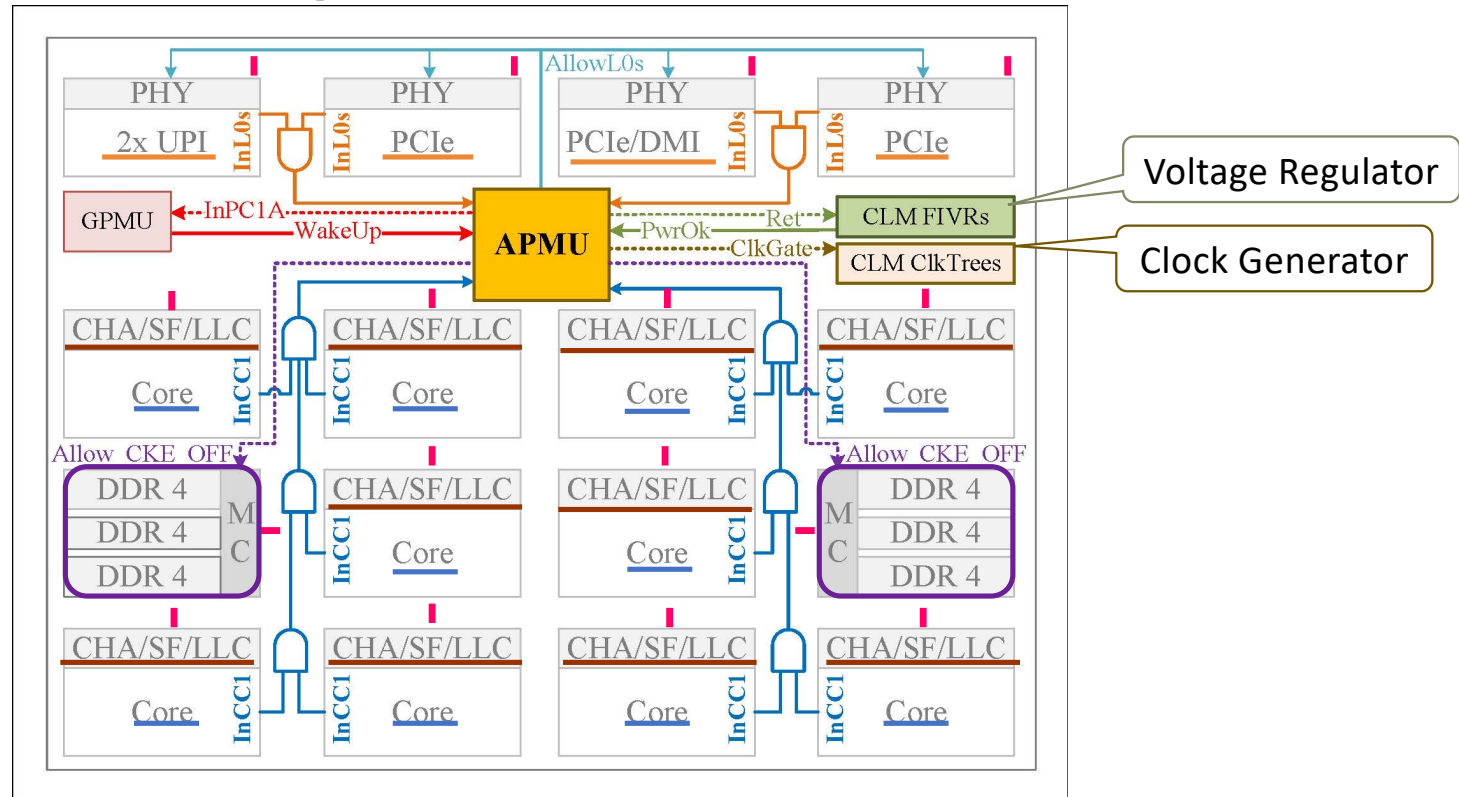 AllowL0s
PHY PHY PHY PHY
2x UPI InL0s InL0s PCIe PCIe/DMI InL0s InL0s PCIe
Voltage Regulator
GPMU InPC1A WakeUp APMU Ret PwrOk CLM FIVRs
ClkGate CLM ClkTrees
Clock Generator
CHA/SF/LLC CHA/SF/LLC CHA/SF/LLC CHA/SF/LLC
Core InCC1 InCC1 Core Core InCC1 InCC1 Core
Allow CKE OFF Allow CKE OFF
DDR 4 CHA/SF/LLC CHA/SF/LLC DDR 4
DDR 4 MC InCC1 Core Core InCC1 MC DDR 4
DDR 4 DDR 4
CHA/SF/LLC CHA/SF/LLC CHA/SF/LLC CHA/SF/LLC
Core InCC1 InCC1 Core Core InCC1 InCC1 Core